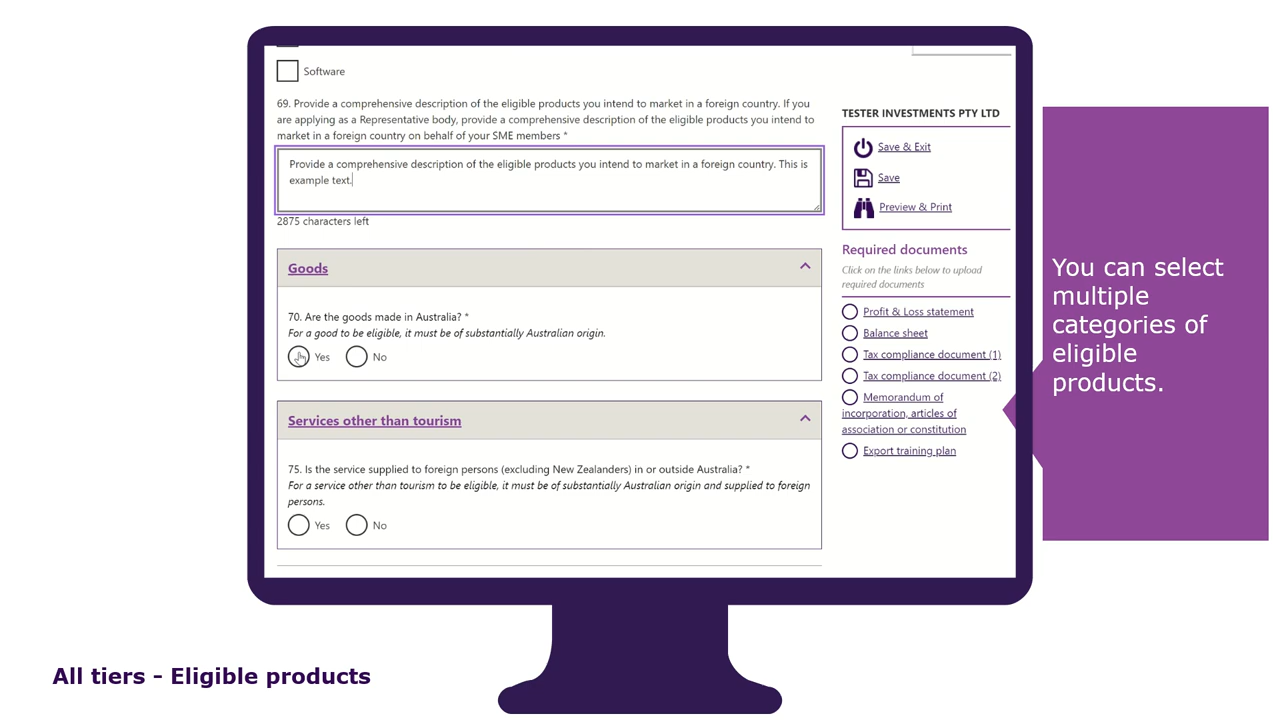 Software
69. Provide a comprehensive description of the eligible products you intend to market in a foreign country. If you
are applying as a Representative body, provide a comprehensive description of the eligible products you intend to
market in a foreign country on behalf of your SME members *
Provide a comprehensive description of the eligible products you intend to market in a foreign country. This is
example text.
2875 characters left
Goods
70. Are the goods made in Australia? *
For a good to be eligible, it must be of substantially Australian origin.
Yes No
Services other than tourism
75. Is the service supplied to foreign persons (excluding New Zealanders) in or outside Australia? *
For a service other than tourism to be eligible, it must be of substantially Australian origin and supplied to foreign
persons.
Yes No
TESTER INVESTMENTS PTY LTD
Save & Exit
Save
Preview & Print
Required documents
Click on the links below to upload
required documents
Profit & Loss statement
Balance sheet
Tax compliance document (1)
Tax compliance document (2)
Memorandum of
incorporation, articles of
association or constitution
Export training plan
You can select
multiple
categories of
eligible
products.
All tiers - Eligible products